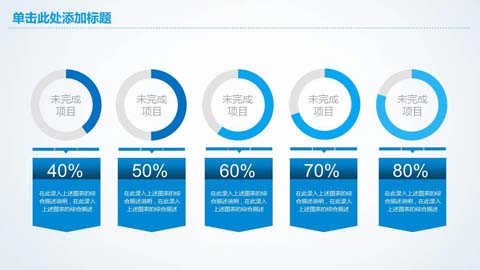 单击此处添加标题
未完成
项目
未完成
项目
未完成
项目
未完成
项目
未完成
项目
40%
50%
60%
70%
80%
在此录入上述图表的综
合描述说明，在此录入
上述图表的综合描述
在此录入上述图表的综
合描述说明，在此录入
上述图表的综合描述
在此录入上述图表的综
合描述说明，在此录入
上述图表的综合描述
在此录入上述图表的综
合描述说明，在此录入
上述图表的综合描述
在此录入上述图表的综
合描述说明，在此录入
上述图表的综合描述